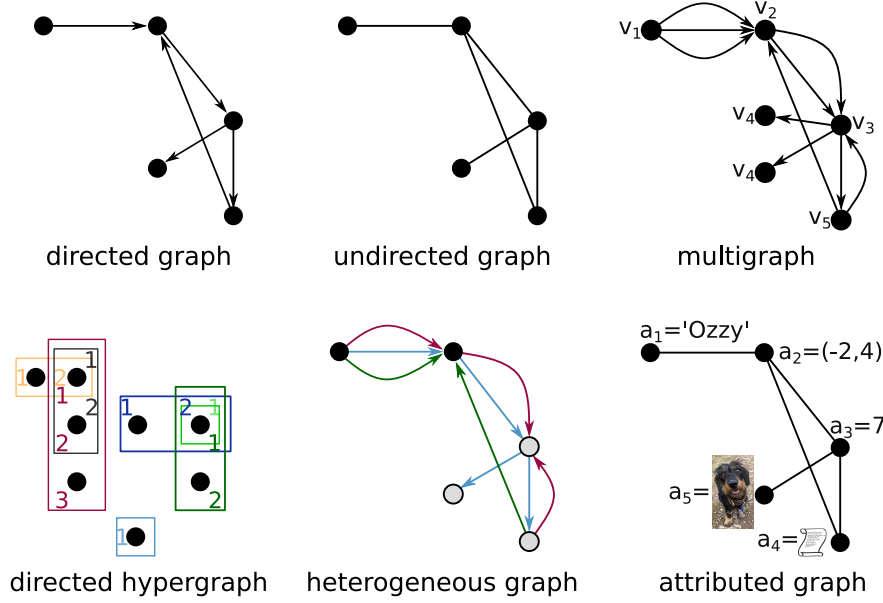 v1
v2
v3
v4
v4
v5
directed graph
undirected graph
multigraph
1
2
1
1
2
2
3
1
2
1
1
2
1
directed hypergraph
heterogeneous graph
a1='Ozzy'
a2=(-2,4)
a3=7
a5=
a4=
attributed graph